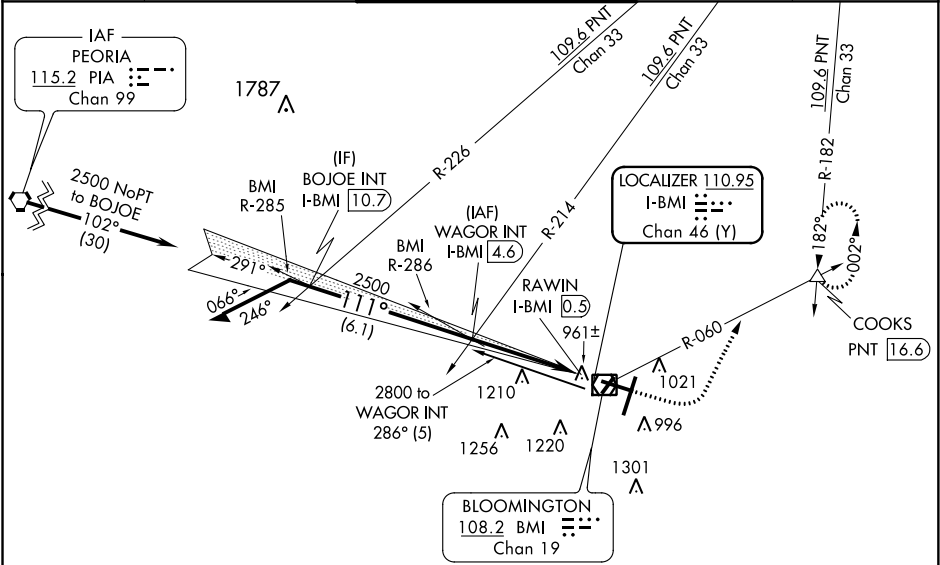 IAF
PEORIA
115.2 PIA
Chan 99
1787
2500 NoPT
to BOJOE
102°
(30)
BMI
R-285
(IF)
BOJOE INT
I-BMI 10.7
R-226
109.6 PNT
Chan 33
109.6 PNT
Chan 33
109.6 PNT
Chan 33
R-182
182°
002°
LOCALIZER 110.95
I-BMI
Chan 46 (Y)
R-214
(IAF)
WAGOR INT
I-BMI 4.6
BMI
R-286
2500
291°
066°
246°
111°
(6.1)
RAWIN
I-BMI 0.5
961±
R-060
COOKS
PNT 16.6
2800 to
WAGOR INT
286° (5)
1210
1021
996
1256
1220
1301
BLOOMINGTON
108.2 BMI
Chan 19